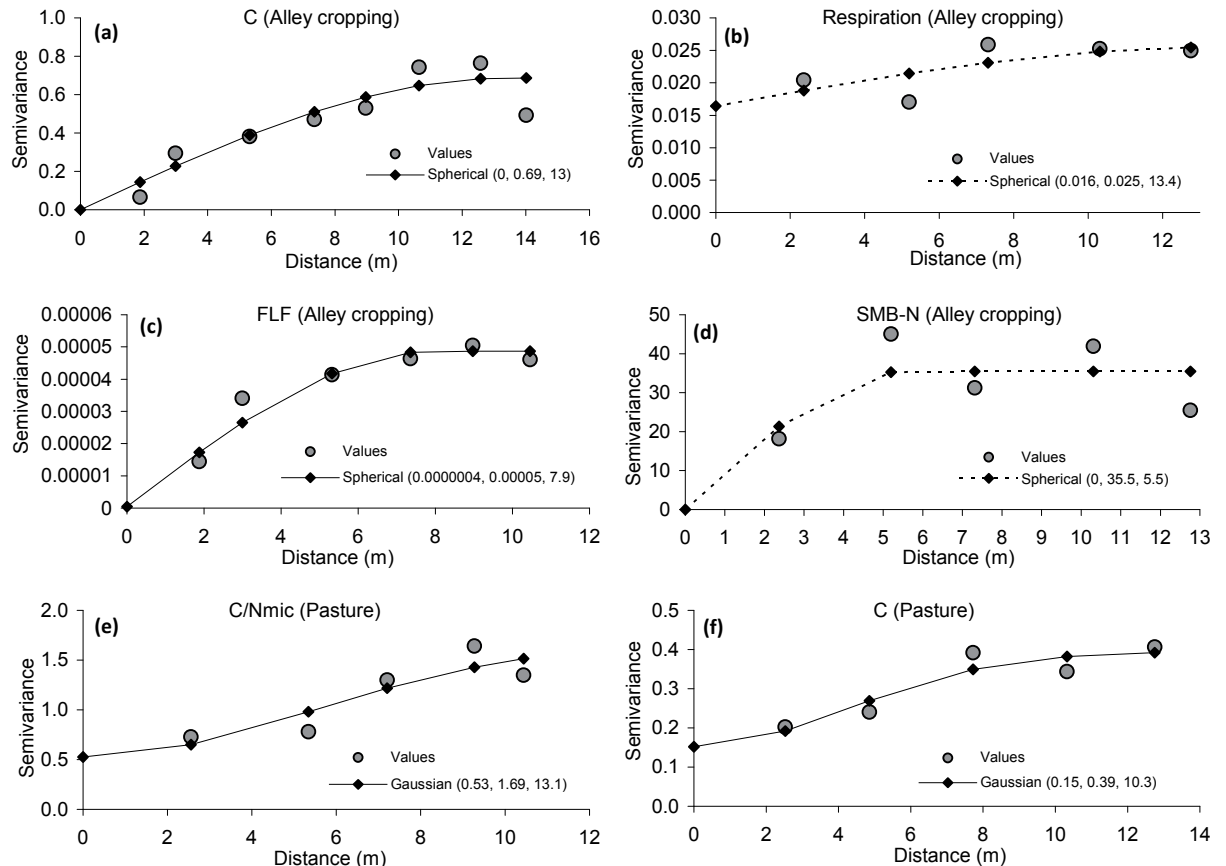 C (Alley cropping)
(a)
Semivariance
1.0
0.8
0.6
0.4
0.2
0.0
Values
Spherical (0, 0.69, 13)
0 2 4 6 8 10 12 14 16
Distance (m)
Respiration (Alley cropping)
(b)
Semivariance
0.030
0.025
0.020
0.015
0.010
0.005
0.000
Values
Spherical (0.016, 0.025, 13.4)
0 2 4 6 8 10 12
Distance (m)
FLF (Alley cropping)
(c)
Semivariance
0.00006
0.00005
0.00004
0.00003
0.00002
0.00001
0
Values
Spherical (0.0000004, 0.00005, 7.9)
0 2 4 6 8 10 12
Distance (m)
SMB-N (Alley cropping)
(d)
Semivariance
50
40
30
20
10
0
Values
Spherical (0, 35.5, 5.5)
0 1 2 3 4 5 6 7 8 9 10 11 12 13
Distance (m)
C/Nmic (Pasture)
(e)
Semivariance
2.0
1.5
1.0
0.5
0.0
Values
Gaussian (0.53, 1.69, 13.1)
0 2 4 6 8 10 12
Distance (m)
C (Pasture)
(f)
Semivariance
0.5
0.4
0.3
0.2
0.1
0.0
Values
Gaussian (0.15, 0.39, 10.3)
0 2 4 6 8 10 12 14
Distance (m)